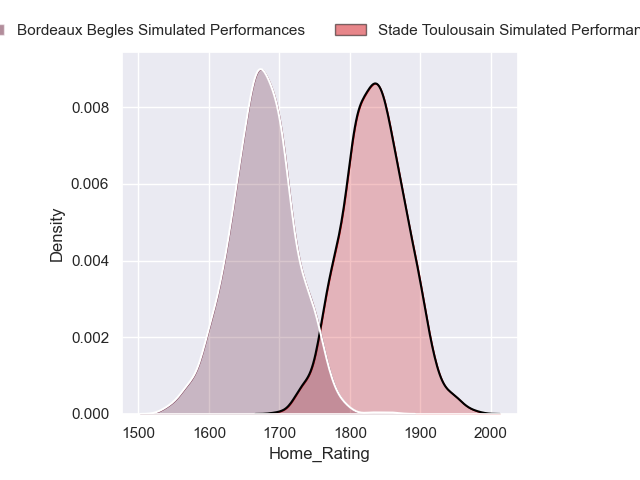 Bordeaux Begles Simulated Performances
Stade Toulousain Simulated
0.008
0.006
0.004
0.002
0.000
Density
1500 1600 1700 1800 1900 2000
Home_Rating